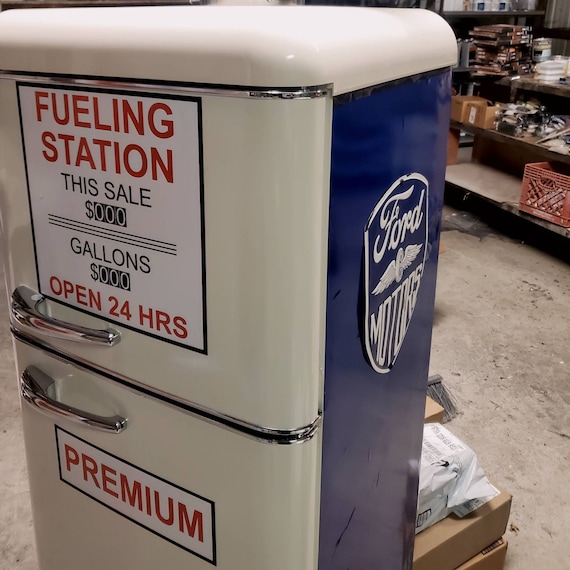 FUELING
STATION
THIS SALE
$000
GALLONS
$000
OPEN 24 HRS
PREMIUM
Ford
MOTORS